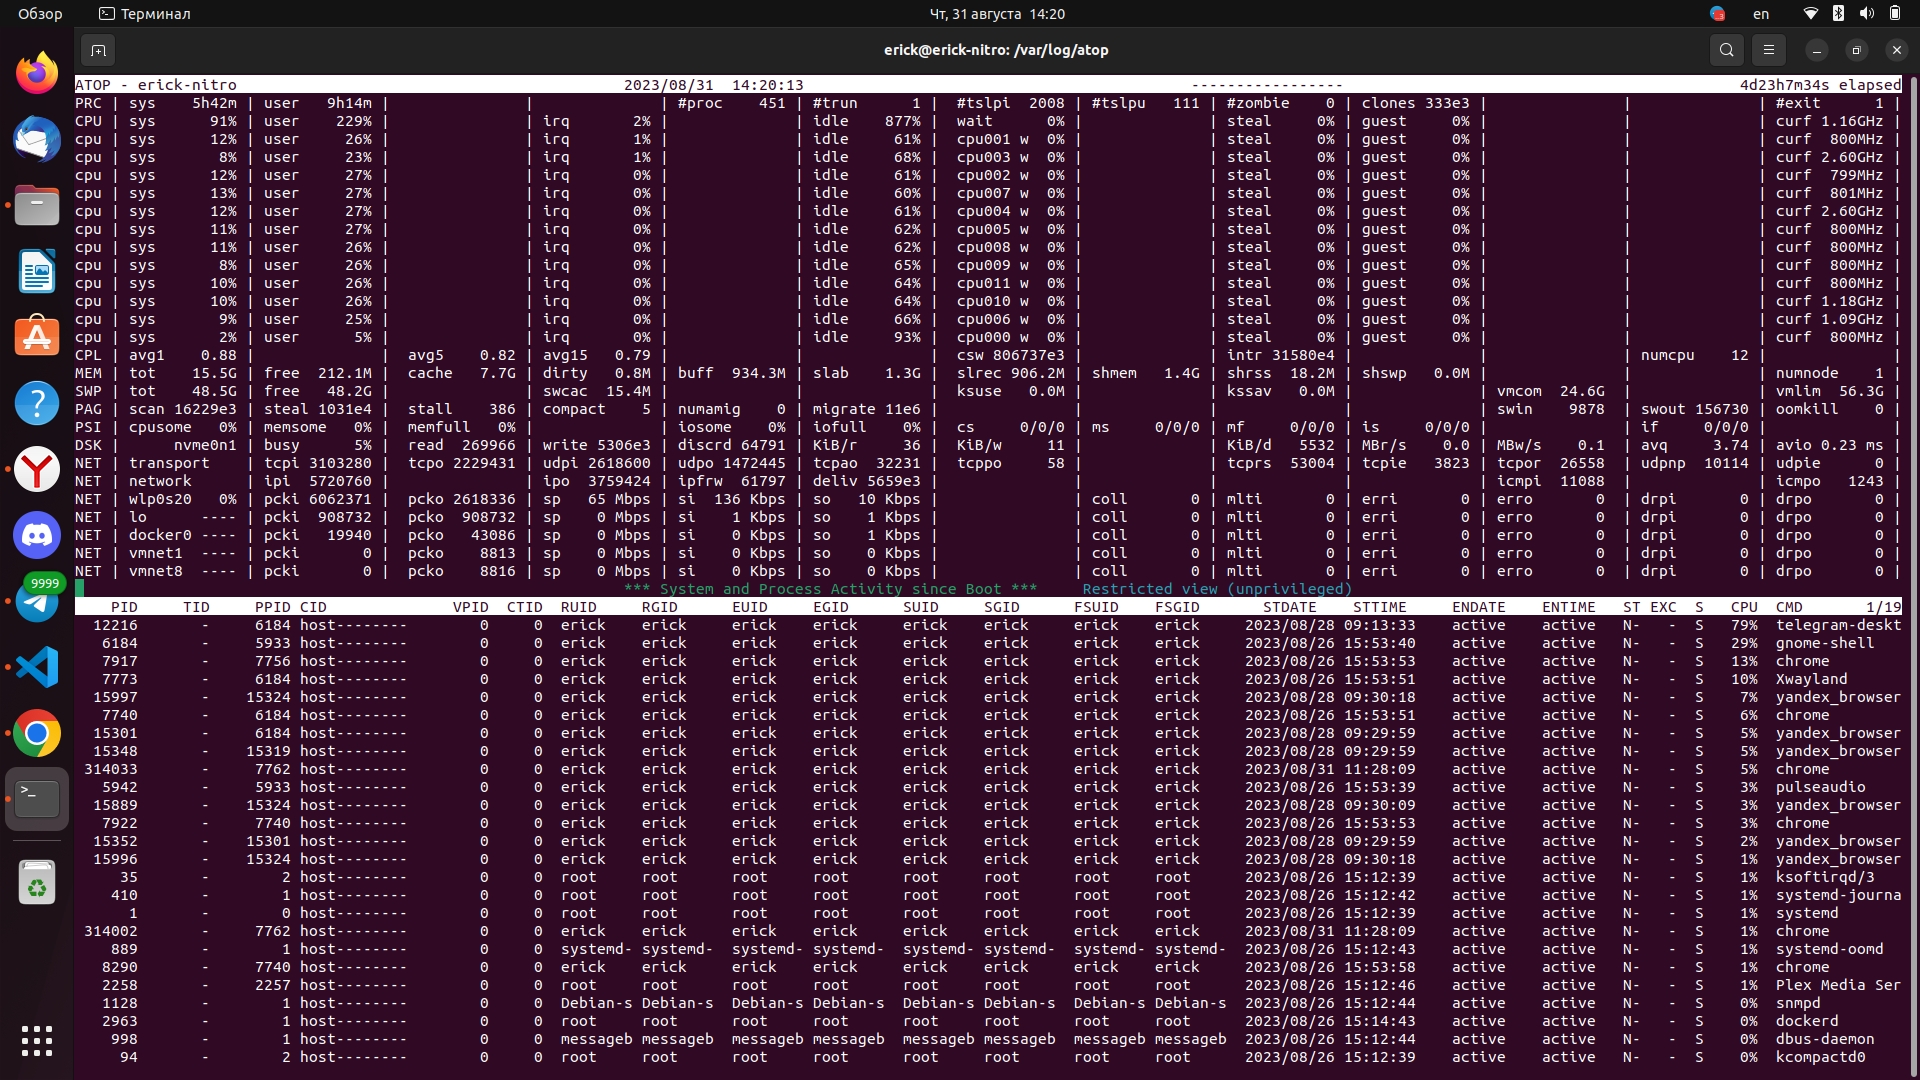 Обзор Терминал Чт, 31 августа 14:20 en
erick@erick-nitro: /var/log/atop
ATOP - erick-nitro 2023/08/31 14:20:13 ----------------- 4d23h7m34s elapsed
PRC | sys 5h42m | user 9h14m | | | #proc 451 | #trun 1 | #tslpi 2008 | #tslpu 111 | #zombie 0 | clones 333e3 | | | #exit 1 |
CPU | sys 91% | user 229% | | irq 2% | | idle 877% | wait 0% | | steal 0% | guest 0% | | | curf 1.16GHz |
cpu | sys 12% | user 26% | | irq 1% | | idle 61% | cpu001 w 0% | | steal 0% | guest 0% | | | curf 800MHz |
cpu | sys 8% | user 23% | | irq 1% | | idle 68% | cpu003 w 0% | | steal 0% | guest 0% | | | curf 2.60GHz |
cpu | sys 12% | user 27% | | irq 0% | | idle 61% | cpu002 w 0% | | steal 0% | guest 0% | | | curf 799MHz |
cpu | sys 13% | user 27% | | irq 0% | | idle 60% | cpu007 w 0% | | steal 0% | guest 0% | | | curf 801MHz |
cpu | sys 12% | user 27% | | irq 0% | | idle 61% | cpu004 w 0% | | steal 0% | guest 0% | | | curf 2.60GHz |
cpu | sys 11% | user 27% | | irq 0% | | idle 62% | cpu005 w 0% | | steal 0% | guest 0% | | | curf 800MHz |
cpu | sys 11% | user 26% | | irq 0% | | idle 62% | cpu008 w 0% | | steal 0% | guest 0% | | | curf 800MHz |
cpu | sys 8% | user 26% | | irq 0% | | idle 65% | cpu009 w 0% | | steal 0% | guest 0% | | | curf 800MHz |
cpu | sys 10% | user 26% | | irq 0% | | idle 64% | cpu011 w 0% | | steal 0% | guest 0% | | | curf 800MHz |
cpu | sys 10% | user 26% | | irq 0% | | idle 64% | cpu010 w 0% | | steal 0% | guest 0% | | | curf 1.18GHz |
cpu | sys 9% | user 25% | | irq 0% | | idle 66% | cpu006 w 0% | | steal 0% | guest 0% | | | curf 1.09GHz |
cpu | sys 2% | user 5% | | irq 0% | | idle 93% | cpu000 w 0% | | steal 0% | guest 0% | | | curf 800MHz |
CPL | avg1 0.88 | | avg5 0.82 | avg15 0.79 | | | csw 806737e3 | | intr 31580e4 | | | numcpu 12 | |
MEM | tot 15.5G | free 212.1M | cache 7.7G | dirty 0.8M | buff 934.3M | slab 1.3G | slrec 906.2M | shmem 1.4G | shrss 18.2M | shswp 0.0M | | | numnode 1 |
SWP | tot 48.5G | free 48.2G | | swcac 15.4M | | | ksuse 0.0M | | kssav 0.0M | | vmcom 24.6G | | vmlim 56.3G |
PAG | scan 16229e3 | steal 1031e4 | stall 386 | compact 5 | numamig 0 | migrate 11e6 | | | | | swin 9878 | swout 156730 | oomkill 0 |
PSI | cpusome 0% | memsome 0% | memfull 0% | | iosome 0% | iofull 0% | cs 0/0/0 | ms 0/0/0 | mf 0/0/0 | is 0/0/0 | | if 0/0/0 | |
DSK | nvme0n1 | busy 5% | read 269966 | write 5306e3 | discrd 64791 | KiB/r 36 | KiB/w 11 | | KiB/d 5532 | MBr/s 0.0 | MBw/s 0.1 | avq 3.74 | avio 0.23 ms |
NET | transport | tcpi 3103280 | tcpo 2229431 | udpi 2618600 | udpo 1472445 | tcpao 32231 | tcppo 58 | | tcprs 53004 | tcpie 3823 | tcpor 26558 | udpnp 10114 | udpie 0 |
NET | network | ipi 5720760 | | ipo 3759424 | ipfrw 61797 | deliv 5659e3 | | | | | icmpi 11088 | | icmpo 1243 |
NET | wlp0s20 0% | pcki 6062371 | pcko 2618336 | sp 65 Mbps | si 136 Kbps | so 10 Kbps | | coll 0 | mlti 0 | erri 0 | erro 0 | drpi 0 | drpo 0 |
NET | lo ---- | pcki 908732 | pcko 908732 | sp 0 Mbps | si 1 Kbps | so 1 Kbps | | coll 0 | mlti 0 | erri 0 | erro 0 | drpi 0 | drpo 0 |
NET | docker0 ---- | pcki 19940 | pcko 43086 | sp 0 Mbps | si 0 Kbps | so 1 Kbps | | coll 0 | mlti 0 | erri 0 | erro 0 | drpi 0 | drpo 0 |
NET | vmnet1 ---- | pcki 0 | pcko 8813 | sp 0 Mbps | si 0 Kbps | so 0 Kbps | | coll 0 | mlti 0 | erri 0 | erro 0 | drpi 0 | drpo 0 |
NET | vmnet8 ---- | pcki 0 | pcko 8816 | sp 0 Mbps | si 0 Kbps | so 0 Kbps | | coll 0 | mlti 0 | erri 0 | erro 0 | drpi 0 | drpo 0 |
9999
*** System and Process Activity since Boot *** Restricted view (unprivileged)
PID TID PPID CID VPID CTID RUID RGID EUID EGID SUID SGID FSUID FSGID STDATE STTIME ENDATE ENTIME ST EXC S CPU CMD 1/19
12216 - 6184 host-------- 0 0 erick erick erick erick erick erick erick erick 2023/08/28 09:13:33 active active N- - S 79% telegram-deskt
6184 - 5933 host-------- 0 0 erick erick erick erick erick erick erick erick 2023/08/26 15:53:40 active active N- - S 29% gnome-shell
7917 - 7756 host-------- 0 0 erick erick erick erick erick erick erick erick 2023/08/26 15:53:53 active active N- - S 13% chrome
7773 - 6184 host-------- 0 0 erick erick erick erick erick erick erick erick 2023/08/26 15:53:51 active active N- - S 10% Xwayland
15997 - 15324 host-------- 0 0 erick erick erick erick erick erick erick erick 2023/08/28 09:30:18 active active N- - S 7% yandex_browser
7740 - 6184 host-------- 0 0 erick erick erick erick erick erick erick erick 2023/08/26 15:53:51 active active N- - S 6% chrome
15301 - 6184 host-------- 0 0 erick erick erick erick erick erick erick erick 2023/08/28 09:29:59 active active N- - S 5% yandex_browser
15348 - 15319 host-------- 0 0 erick erick erick erick erick erick erick erick 2023/08/28 09:29:59 active active N- - S 5% yandex_browser
314033 - 7762 host-------- 0 0 erick erick erick erick erick erick erick erick 2023/08/31 11:28:09 active active N- - S 5% chrome
5942 - 5933 host-------- 0 0 erick erick erick erick erick erick erick erick 2023/08/26 15:53:39 active active N- - S 3% pulseaudio
15889 - 15324 host-------- 0 0 erick erick erick erick erick erick erick erick 2023/08/28 09:30:09 active active N- - S 3% yandex_browser
7922 - 7740 host-------- 0 0 erick erick erick erick erick erick erick erick 2023/08/26 15:53:53 active active N- - S 3% chrome
15352 - 15301 host-------- 0 0 erick erick erick erick erick erick erick erick 2023/08/28 09:29:59 active active N- - S 2% yandex_browser
15996 - 15324 host-------- 0 0 erick erick erick erick erick erick erick erick 2023/08/28 09:30:18 active active N- - S 1% yandex_browser
35 - 2 host-------- 0 0 root root root root root root root root 2023/08/26 15:12:39 active active N- - S 1% ksoftirqd/3
410 - 1 host-------- 0 0 root root root root root root root root 2023/08/26 15:12:42 active active N- - S 1% systemd-journa
1 - 0 host-------- 0 0 root root root root root root root root 2023/08/26 15:12:39 active active N- - S 1% systemd
314002 - 7762 host-------- 0 0 erick erick erick erick erick erick erick erick 2023/08/31 11:28:09 active active N- - S 1% chrome
889 - 1 host-------- 0 0 systemd- systemd- systemd- systemd- systemd- systemd- systemd- systemd- 2023/08/26 15:12:43 active active N- - S 1% systemd-oomd
8290 - 7740 host-------- 0 0 erick erick erick erick erick erick erick erick 2023/08/26 15:53:58 active active N- - S 1% chrome
2258 - 2257 host-------- 0 0 root root root root root root root root 2023/08/26 15:12:46 active active N- - S 1% Plex Media Ser
1128 - 1 host-------- 0 0 Debian-s Debian-s Debian-s Debian-s Debian-s Debian-s Debian-s Debian-s 2023/08/26 15:12:44 active active N- - S 0% snmpd
2963 - 1 host-------- 0 0 root root root root root root root root 2023/08/26 15:14:43 active active N- - S 0% dockerd
998 - 1 host-------- 0 0 messageb messageb messageb messageb messageb messageb messageb messageb 2023/08/26 15:12:44 active active N- - S 0% dbus-daemon
94 - 2 host-------- 0 0 root root root root root root root root 2023/08/26 15:12:39 active active N- - S 0% kcompactd0